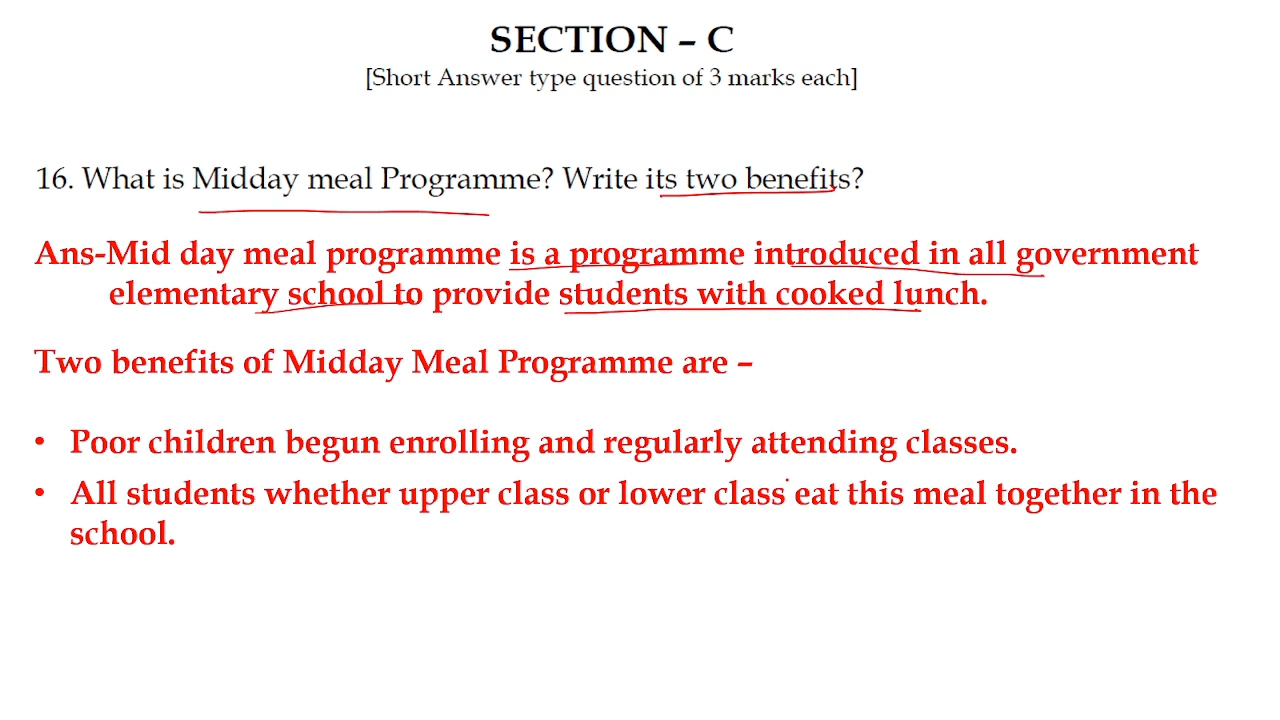 SECTION – C
[Short Answer type question of 3 marks each]
16. What is Midday meal Programme? Write its two benefits?
Ans-Mid day meal programme is a programme introduced in all government
elementary school to provide students with cooked lunch.
Two benefits of Midday Meal Programme are –
• Poor children begun enrolling and regularly attending classes.
• All students whether upper class or lower class eat this meal together in the
school.